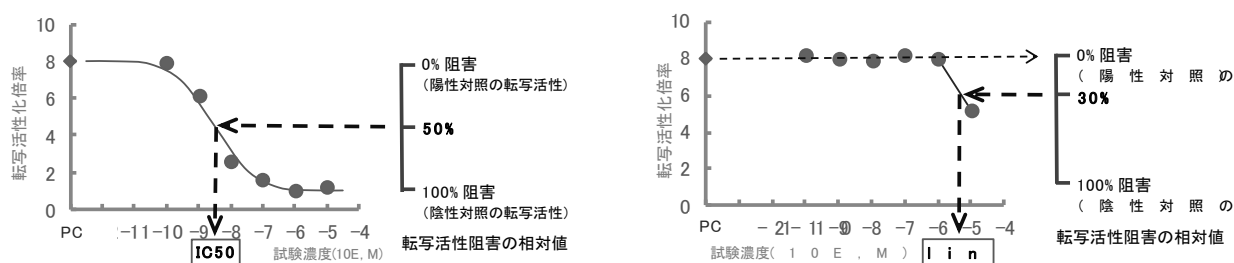 10
8
6
4
2
0
転写活性化倍率
PC
-11 -10 -9 -8 -7 -6 -5 -4
IC50
試験濃度(10E, M)
0% 阻害
(陽性対照の転写活性)
50%
100% 阻害
(陰性対照の転写活性)
転写活性阻害の相対値
10
8
6
4
2
0
転写活性化倍率
PC
-8 -7 -6 -5 -4
試験濃度( 1 0 E , M )
I i n
0% 阻害
( 陽 性 対 照 の
30%
100% 阻害
( 陰 性 対 照 の
転写活性阻害の相対値